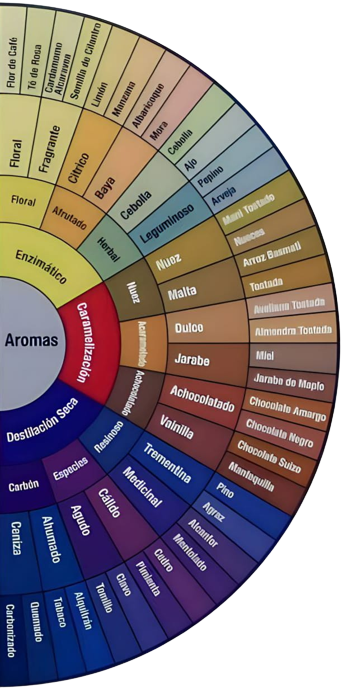 Aromas
Enzimático
Caramelización
Destilación Seca
Floral
Afrutado
Herbal
Nuez
Acaramelado
Achocolatado
Resinoso
Especies
Carbón
Floral
Fragrante
Cítrico
Baya
Cebolla
Leguminoso
Nuez
Malta
Dulce
Jarabe
Achocolatado
Vainilla
Trementina
Medicinal
Cálido
Agudo
Ahumado
Ceniza
Flor de Café
Té de Rosa
Cardamomo
Alcaraven
Semilla de Cilantro
Limón
Manzana
Albaricoque
Mora
Cebolla
Ajo
Pepino
Arveja
Maní Tostado
Nueces
Arroz Basmati
Tostada
Avellana Tostada
Almendra Tostada
Miel
Jarabe de Maple
Chocolate Amargo
Chocolate Negro
Chocolate Suizo
Mantequilla
Pino
Agraz
Alcanfor
Mentolado
Cedro
Pimienta
Clavo
Tomillo
Alquitrán
Tabaco
Quemado
Carbonizado